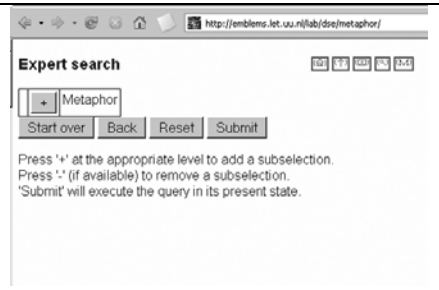 http://emblems.let.uu.nl/lab/dse/metaphor/
Expert search
+ Metaphor
Start over Back Reset Submit
Press '+' at the appropriate level to add a subselection.
Press '-' (if available) to remove a subselection.
'Submit' will execute the query in its present state.